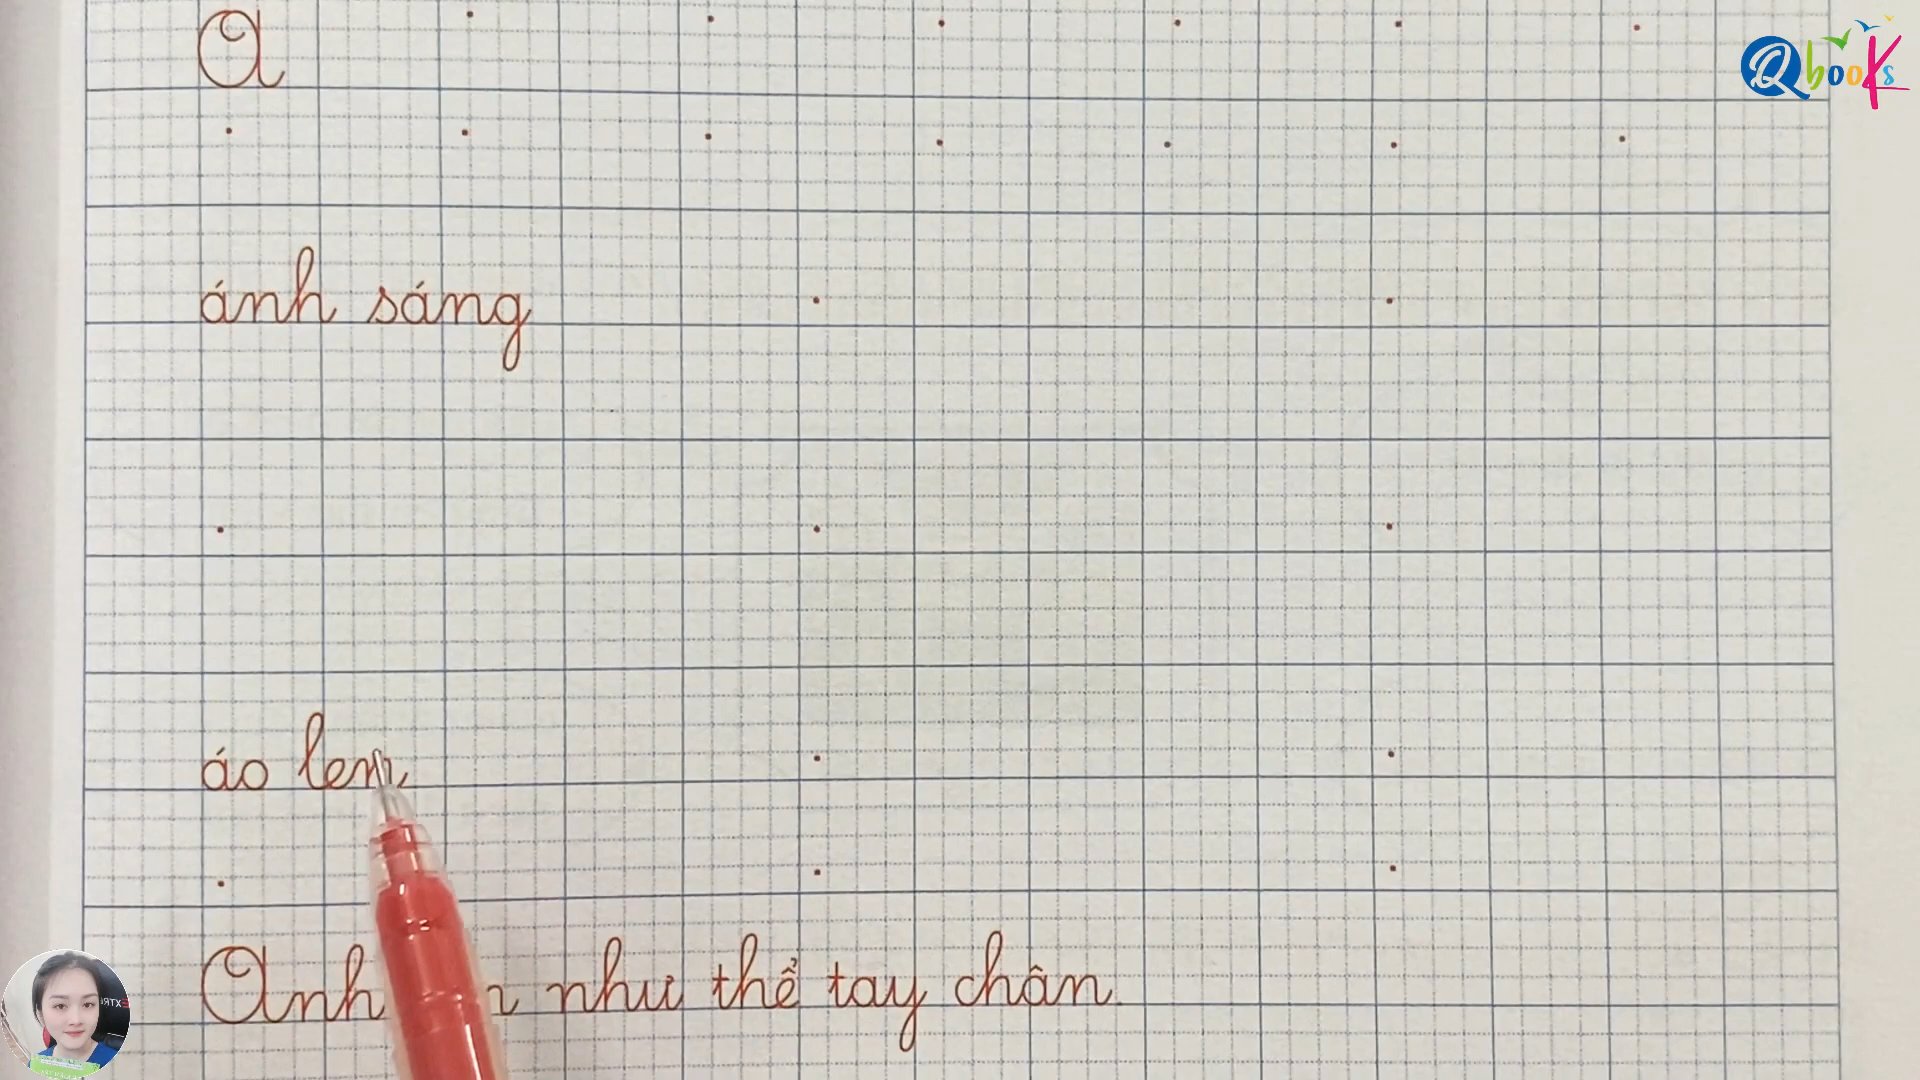 A
Qbooks
ánh sáng
áo len
Anh như thể tay chân.